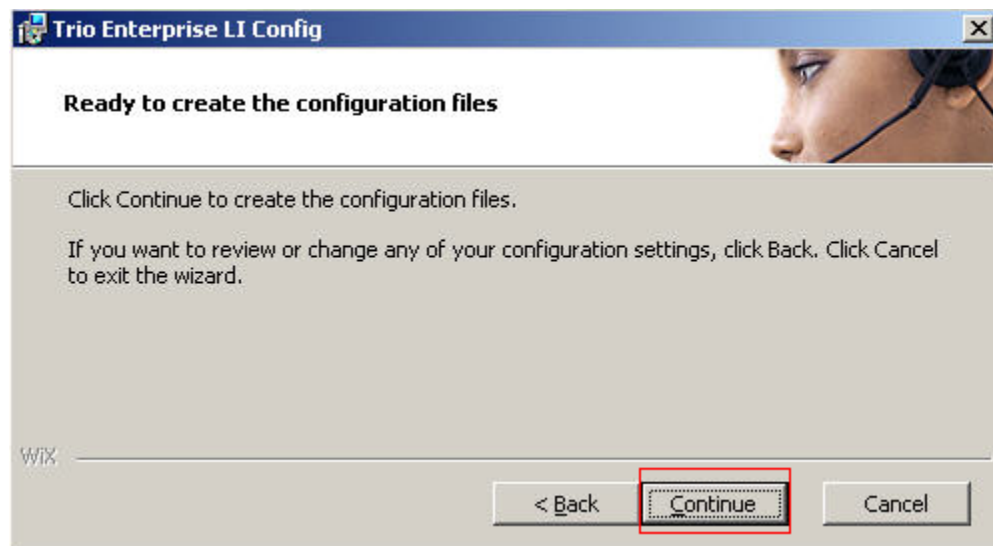 Trio Enterprise LI Config
Ready to create the configuration files
Click Continue to create the configuration files.
If you want to review or change any of your configuration settings, click Back. Click Cancel
to exit the wizard.
WiX
< Back Continue Cancel